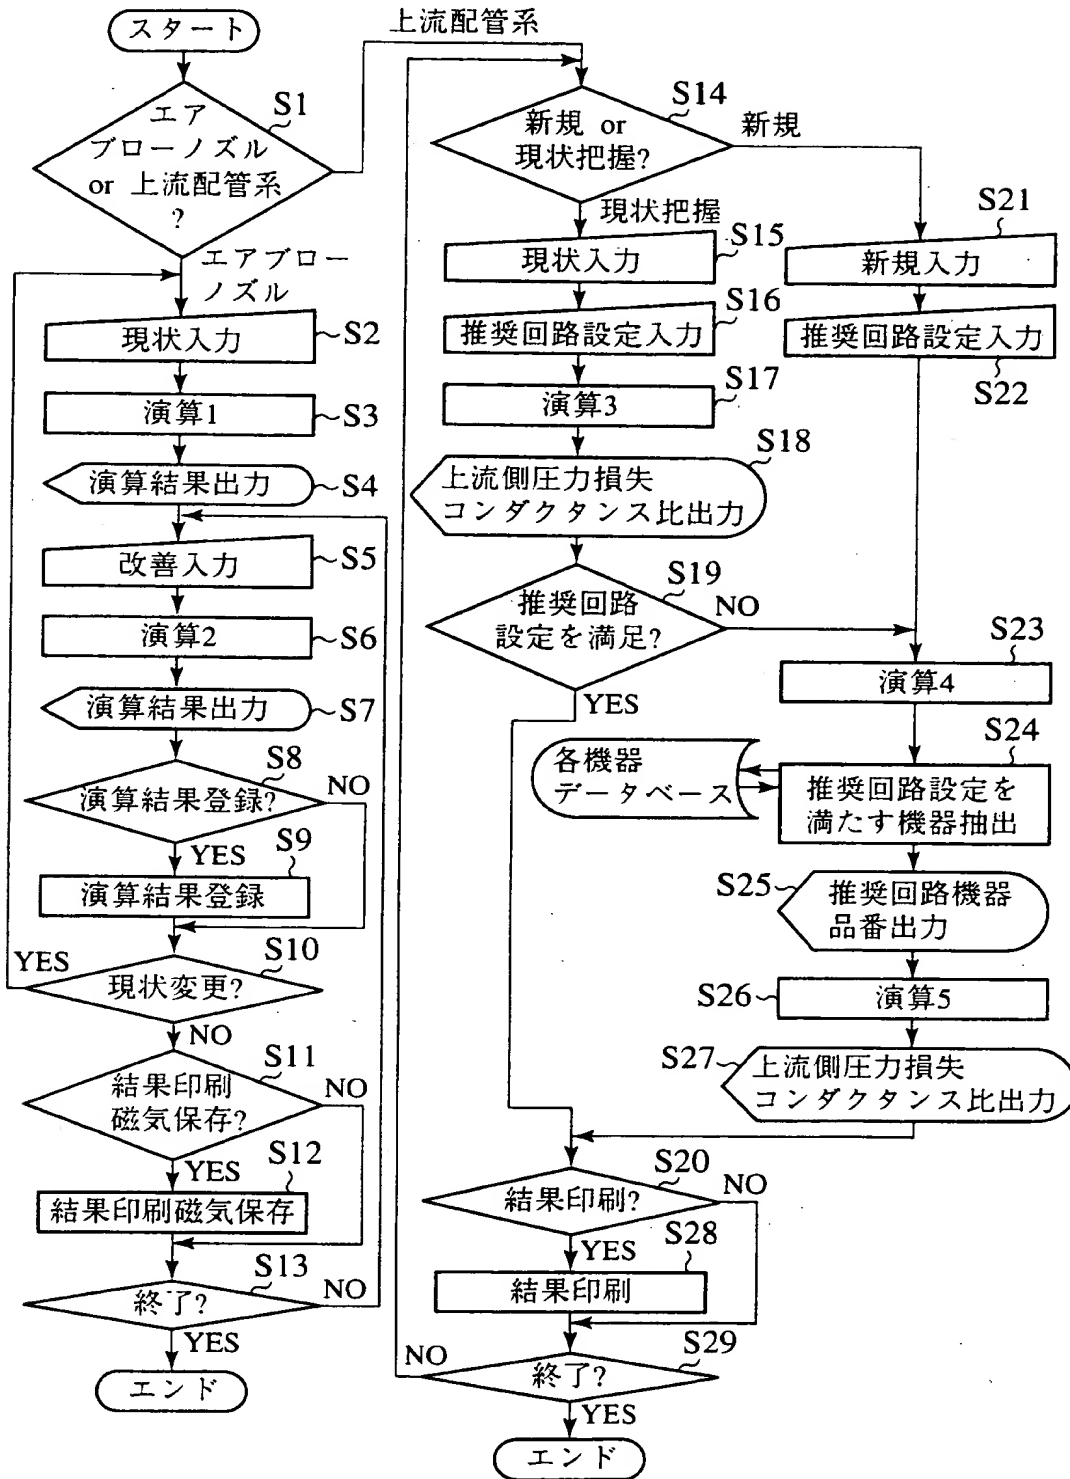 スタート
S1
エア
ブローノズル
or 上流配管系
?
上流配管系
エアブロー
ノズル
現状入力
S2
演算1
S3
演算結果出力
S4
改善入力
S5
演算2
S6
演算結果出力
S7
S8
演算結果登録?
NO
YES
S9
演算結果登録
S10
YES
現状変更?
NO
S11
結果印刷
磁気保存?
NO
YES
S12
結果印刷磁気保存
S13
終了?
NO
YES
エンド
S14
新規 or
現状把握?
新規
現状把握
S15
現状入力
S16
推奨回路設定入力
S17
演算3
S18
上流側圧力損失
コンダクタンス比出力
S19
推奨回路
設定を満足?
NO
YES
S21
新規入力
推奨回路設定入力
S22
S23
演算4
S24
各機器
データベース
推奨回路設定を
満たす機器抽出
S25
推奨回路機器
品番出力
S26
演算5
S27
上流側圧力損失
コンダクタンス比出力
S20
結果印刷?
NO
YES
S28
結果印刷
S29
NO
終了?
YES
エンド